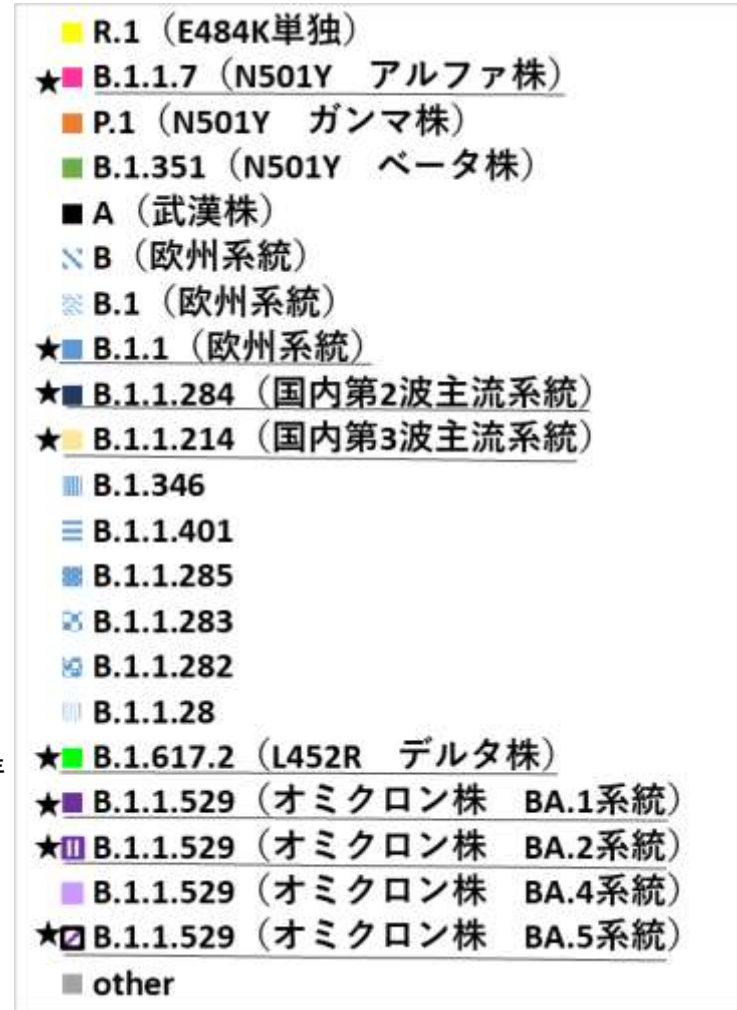 R.1（E484K単独）
★B.1.1.7（N501Y　アルファ株）
P.1（N501Y　ガンマ株）
B.1.351（N501Y　ベータ株）
A（武漢株）
B（欧州系統）
B.1（欧州系統）
★B.1.1（欧州系統）
★B.1.1.284（国内第2波主流系統）
★B.1.1.214（国内第3波主流系統）
B.1.346
B.1.1.401
B.1.1.285
B.1.1.283
B.1.1.282
B.1.1.28
★B.1.617.2（L452R　デルタ株）
★B.1.1.529（オミクロン株　BA.1系統）
★B.1.1.529（オミクロン株　BA.2系統）
B.1.1.529（オミクロン株　BA.4系統）
★B.1.1.529（オミクロン株　BA.5系統）
other